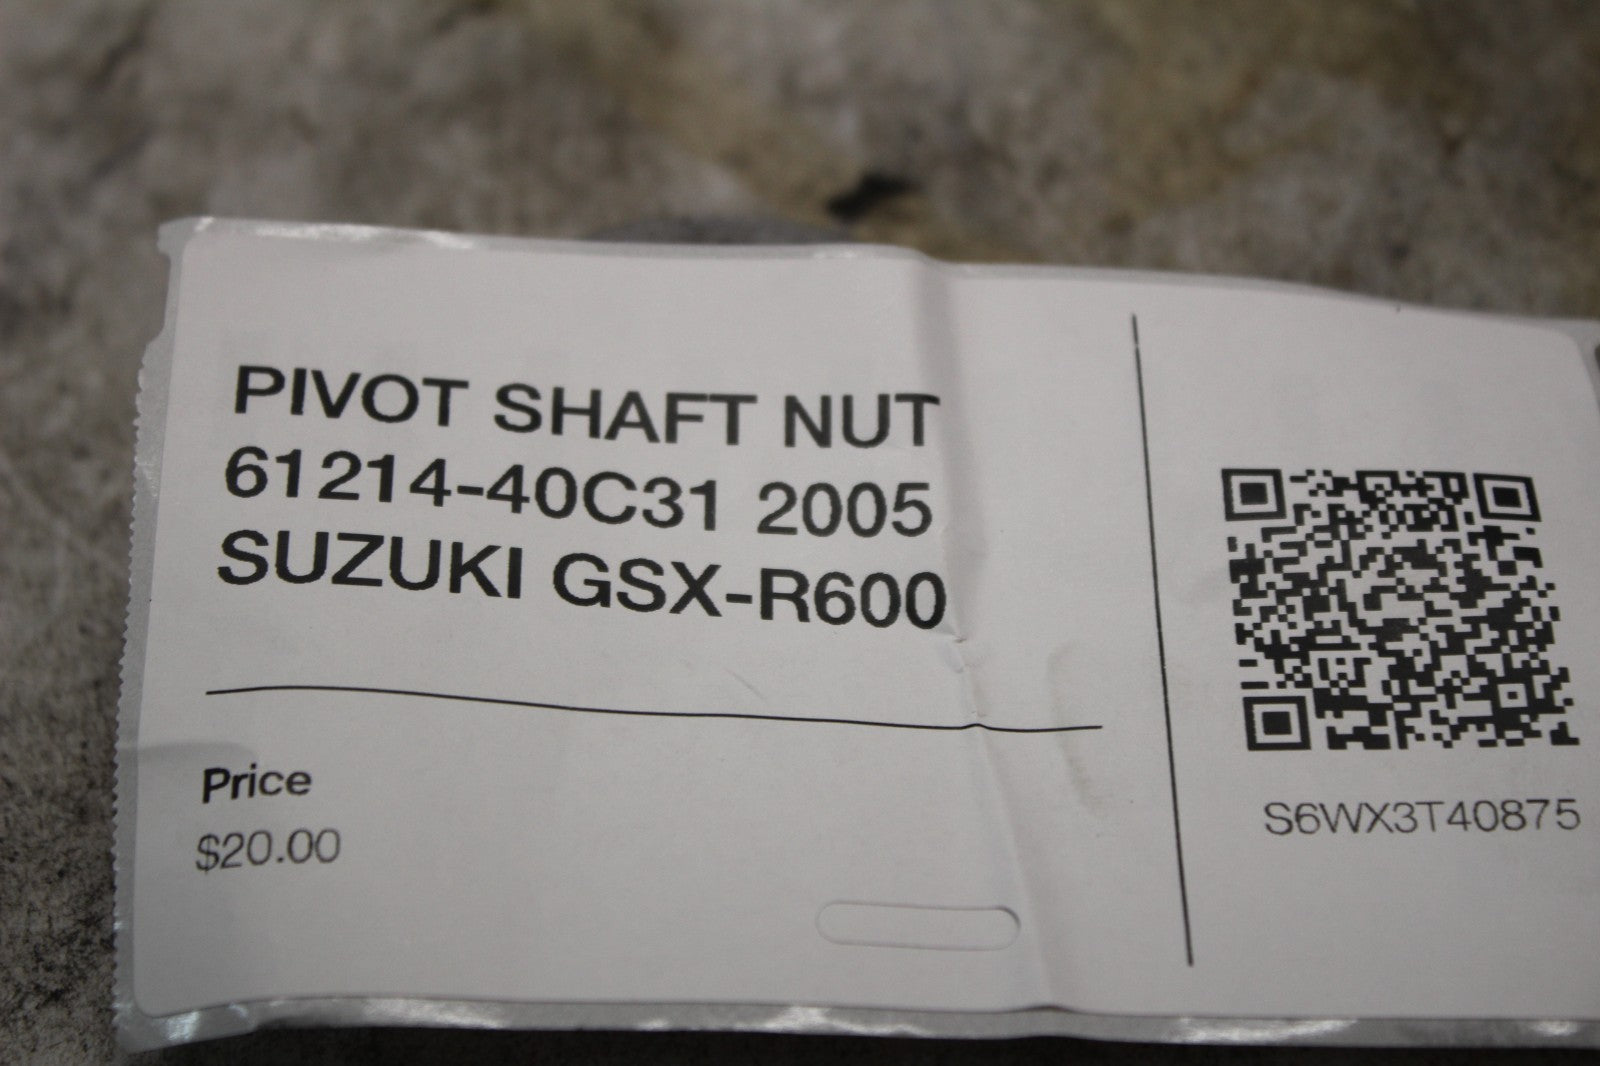 PIVOT SHAFT NUT
61214-40C31 2005
SUZUKI GSX-R600
Price
$20.00
S6WX3T40875